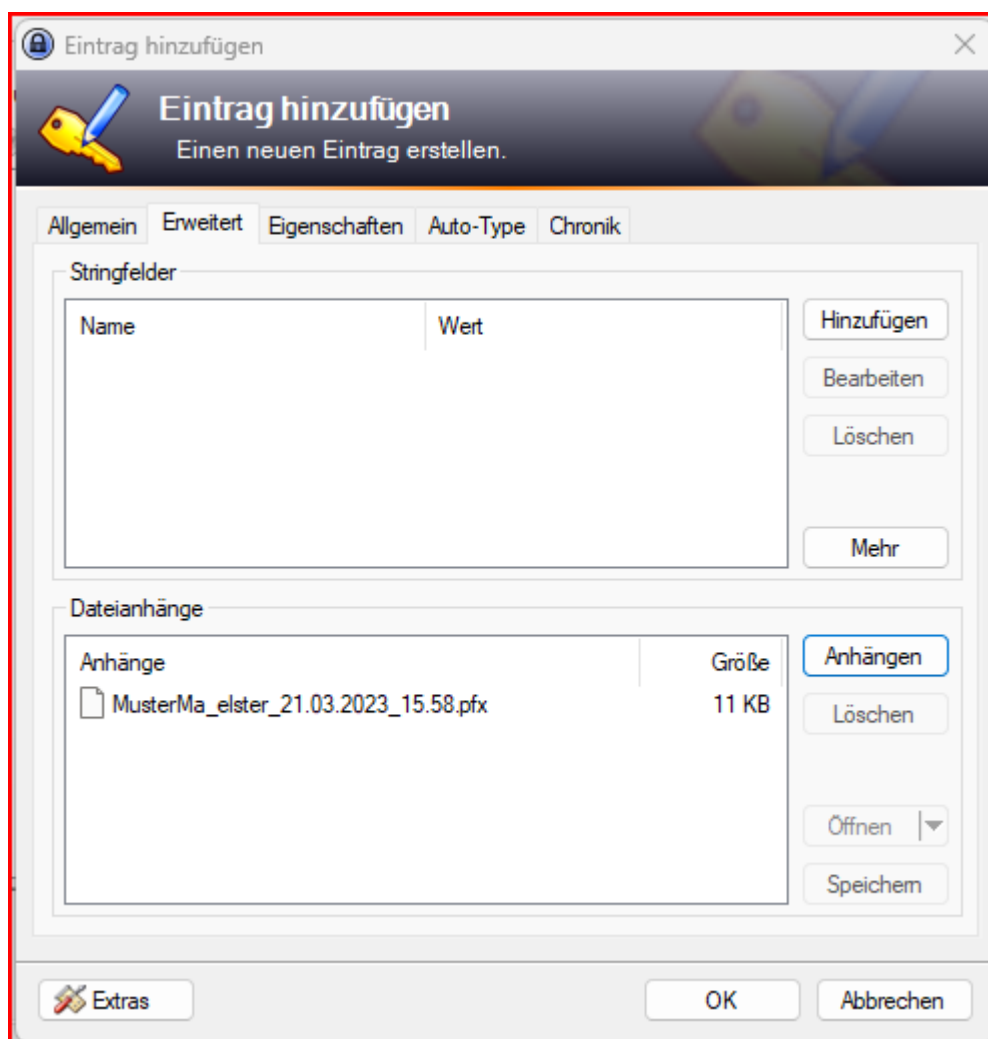 Eintrag hinzufügen
Eintrag hinzufügen
Einen neuen Eintrag erstellen.
Allgemein Erweitert Eigenschaften Auto-Type Chronik
Stringfelder
Name Wert
Hinzufügen
Bearbeiten
Löschen
Mehr
Dateianhänge
Anhänge Größe
MusterMa_elster_21.03.2023_15.58.pfx 11 KB
Anhängen
Löschen
Öffnen
Speichern
Extras OK Abbrechen